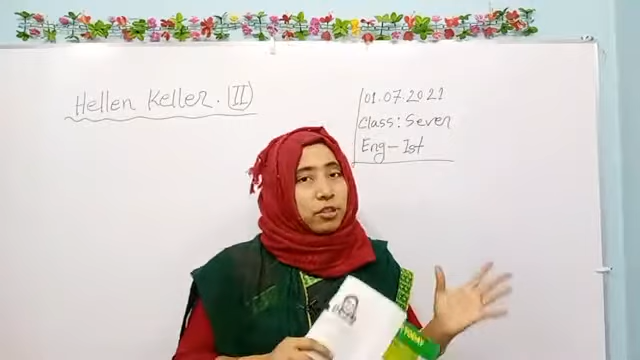 Hellen Keller. (II)
01.07.2021
Class: Seven
Eng - Ist